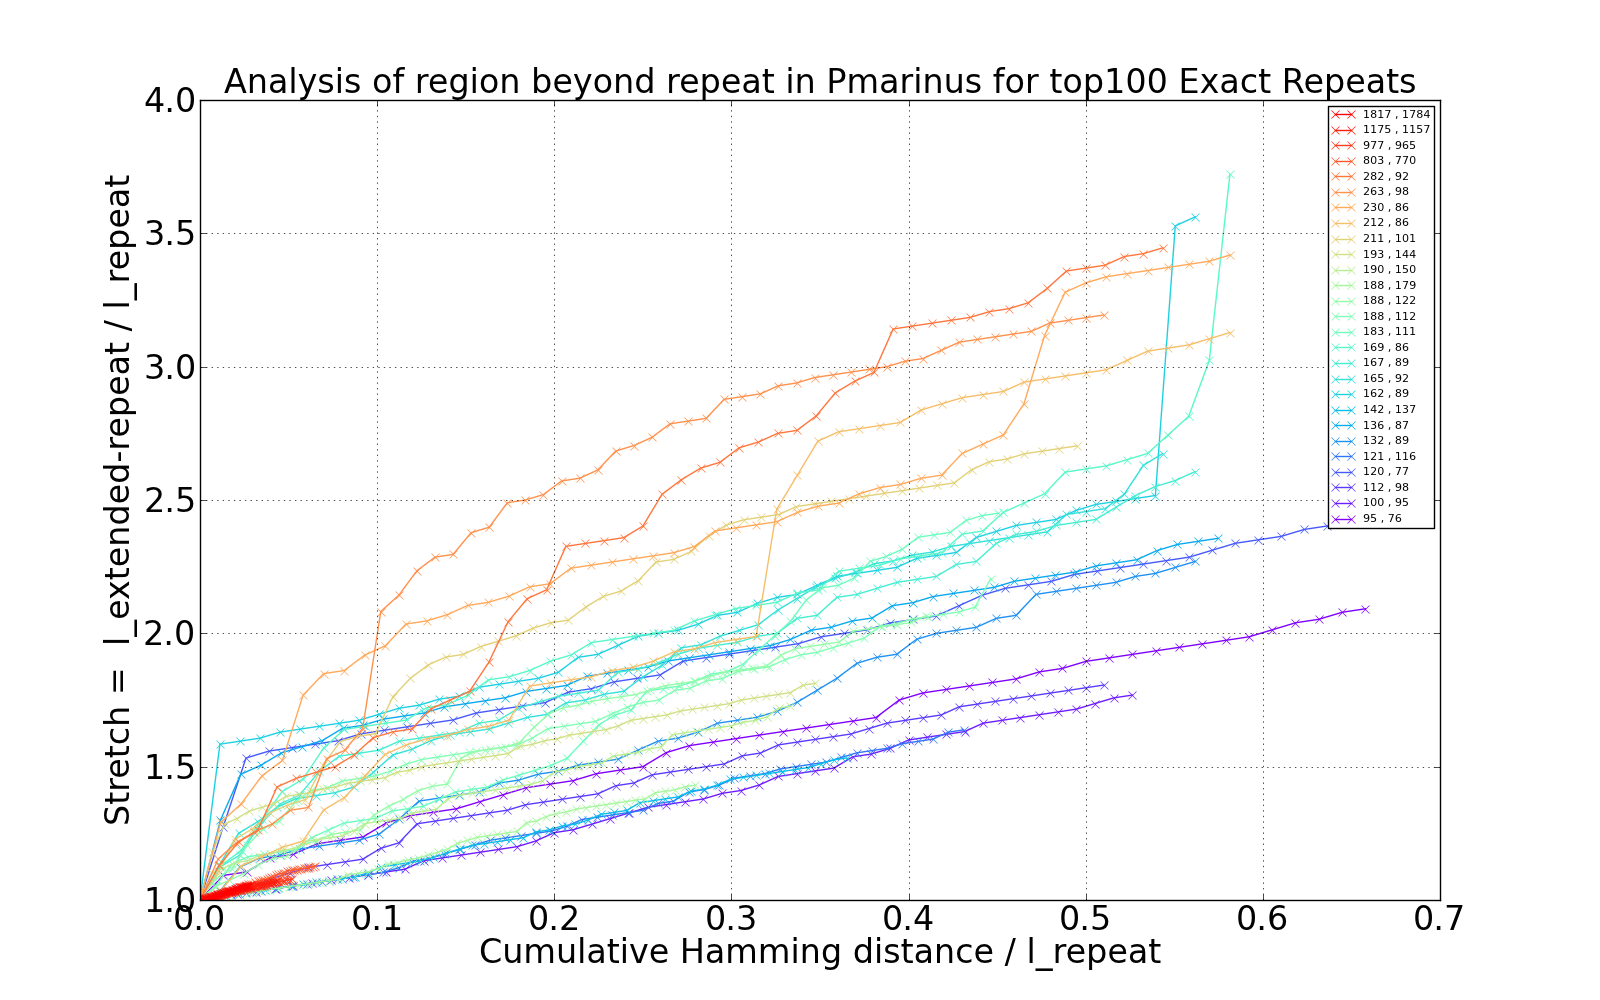 Analysis of region beyond repeat in Pmarinus for top100 Exact Repeats
Stretch = l_extended-repeat / l_repeat
4.0
3.5
3.0
2.5
2.0
1.5
1.0
0.0 0.1 0.2 0.3 0.4 0.5 0.6 0.7
Cumulative Hamming distance / l_repeat
1817 , 1784
1175 , 1157
977 , 965
803 , 770
282 , 92
263 , 98
230 , 86
212 , 86
211 , 101
193 , 144
190 , 150
188 , 179
188 , 122
188 , 112
183 , 111
169 , 86
167 , 89
165 , 92
162 , 89
142 , 137
136 , 87
132 , 89
121 , 116
120 , 77
112 , 98
100 , 95
95 , 76